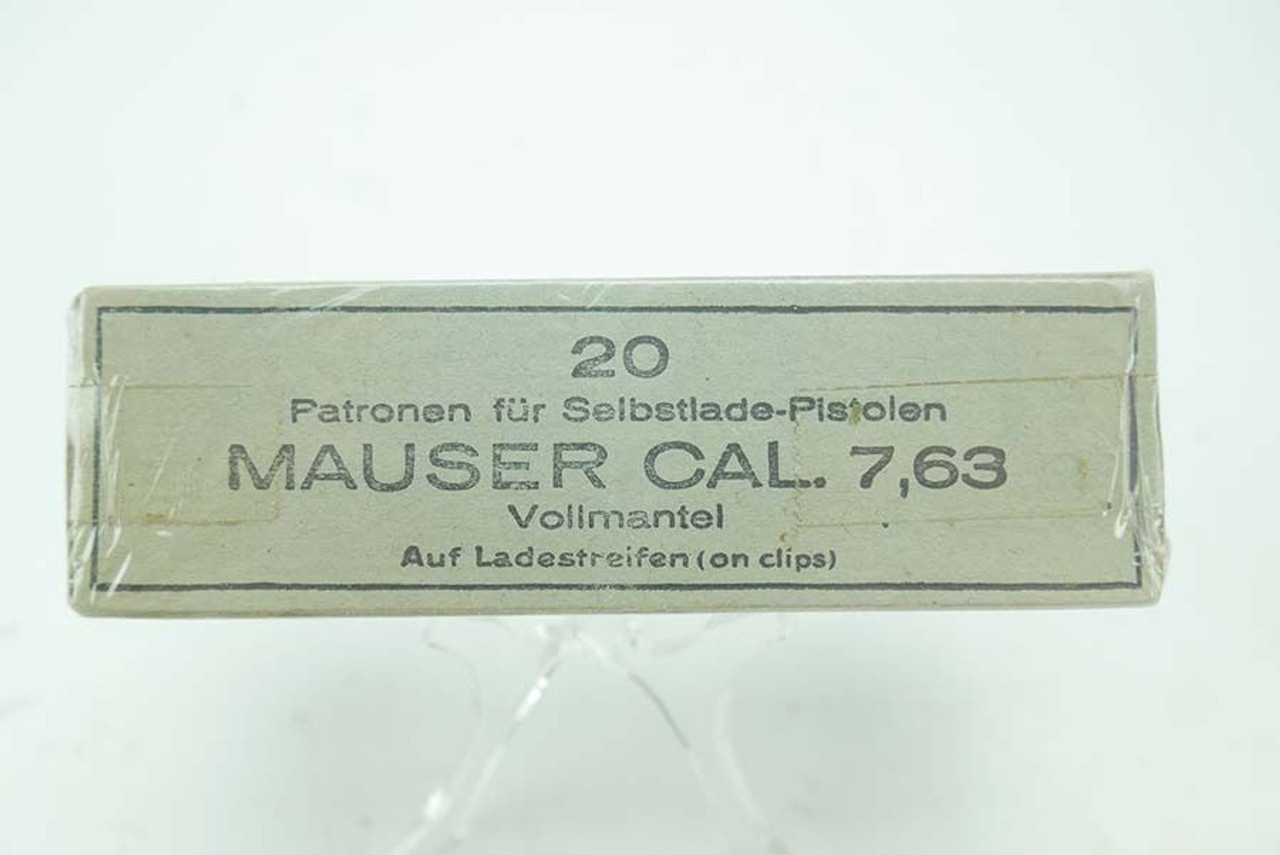 20
Patronen für Selbstlade-Pistolen
MAUSER CAL. 7,63
Vollmantel
Auf Ladestreifen (on clips)